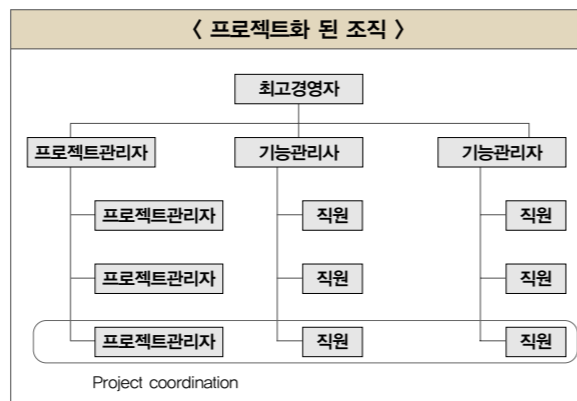 〈 프로젝트화 된 조직 〉
최고경영자
프로젝트관리자 기능관리사 기능관리자
프로젝트관리자 직원 직원
프로젝트관리자 직원 직원
프로젝트관리자 직원 직원
Project coordination